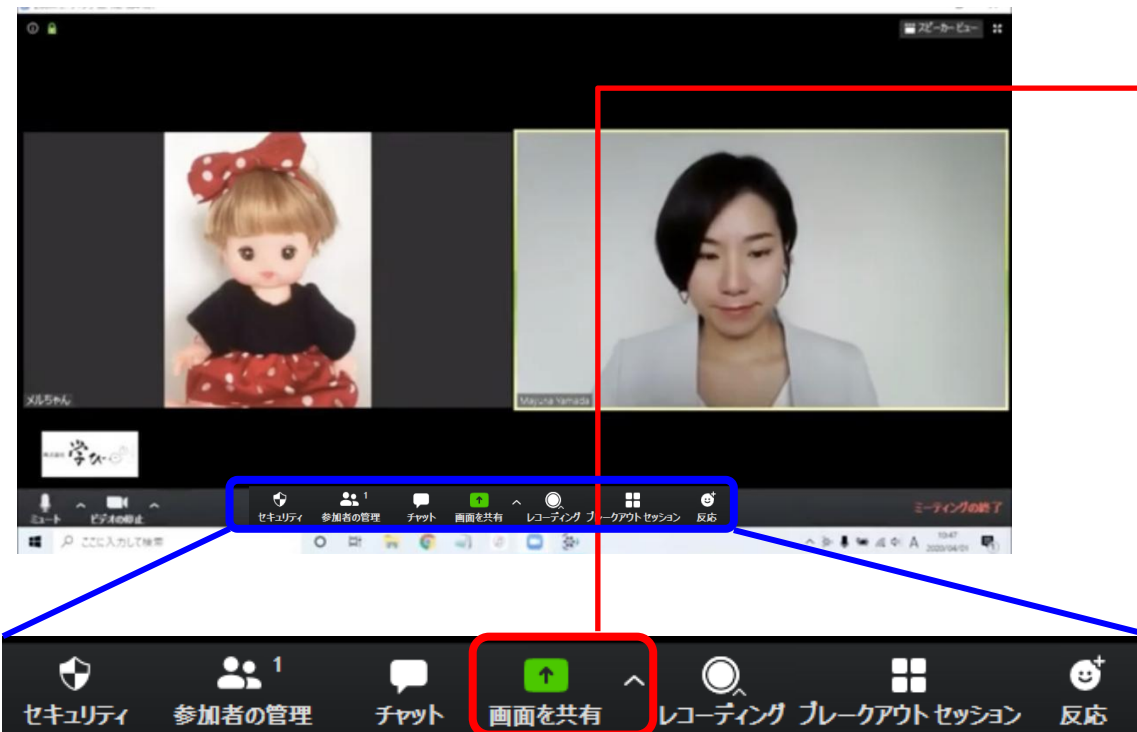 スピーカービュー
メルちゃん
Mayuna Yamada
株式会社 学び
ミュート ビデオの停止 セキュリティ 参加者の管理 1 チャット 画面を共有 レコーディング ブレークアウト セッション 反応 ミーティングの終了
ここに入力して検索
A 10:47
2020/04/01
セキュリティ 参加者の管理 1 チャット 画面を共有 レコーディング ブレークアウト セッション 反応